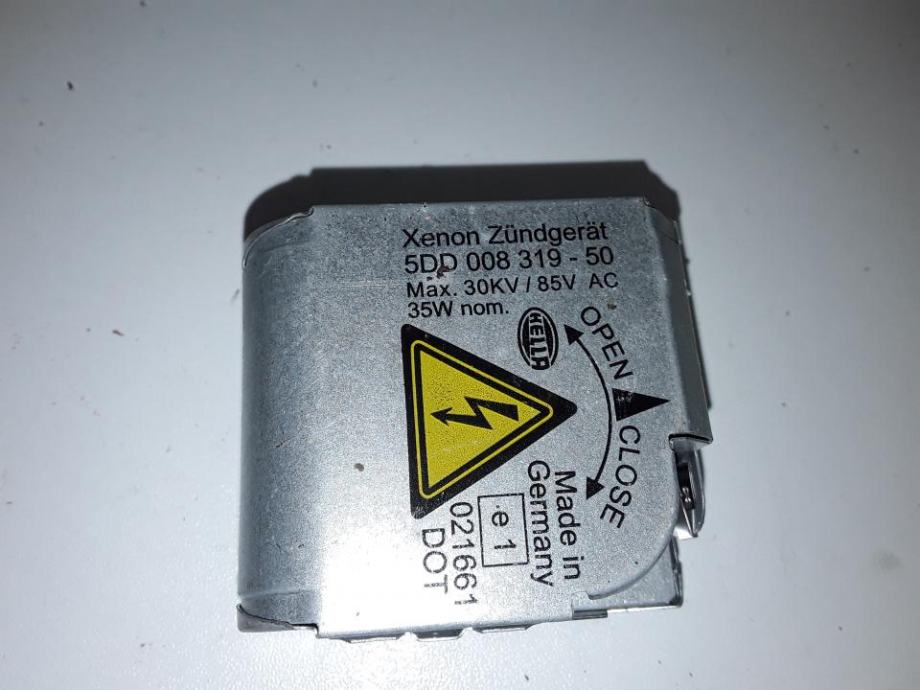 Xenon Zündgerät
5DD 008 319 - 50
Max. 30KV / 85V AC
35W nom.
HELLA
OPEN
CLOSE
Made in
Germany
e 1
021661
DOT